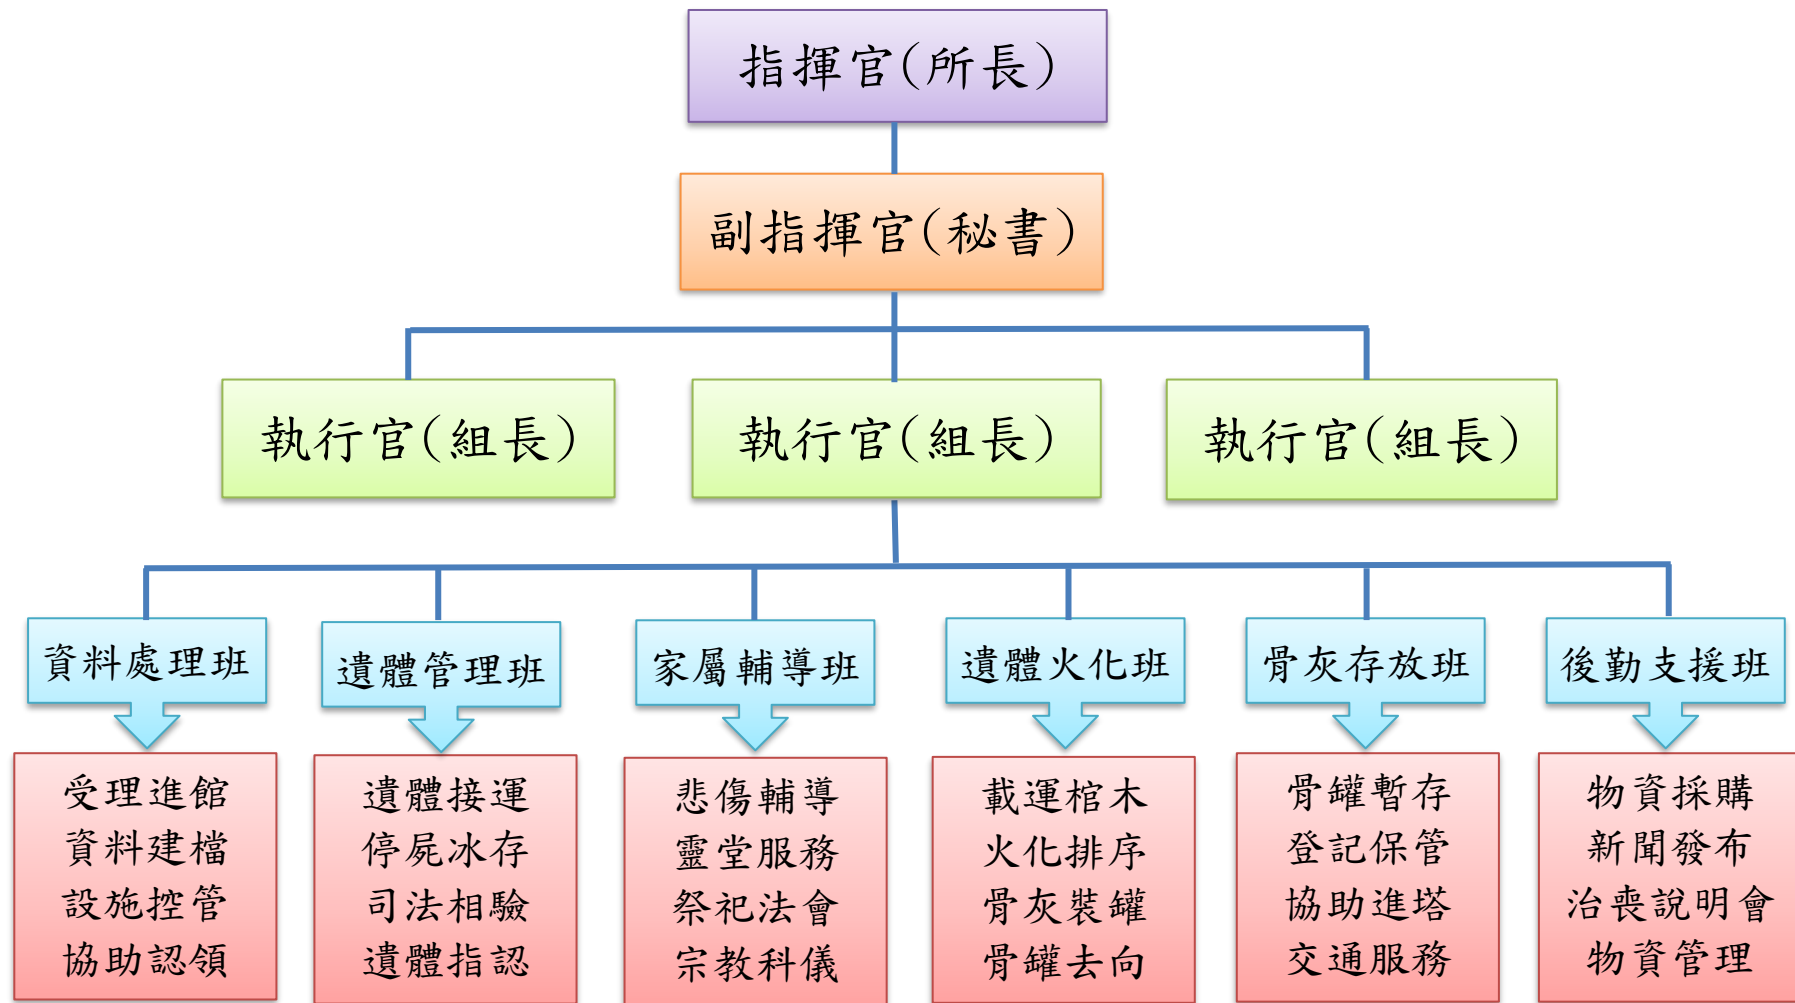 指揮官(所長)
副指揮官(秘書)
執行官(組長)
執行官(組長)
執行官(組長)
資料處理班
遺體管理班
家屬輔導班
遺體火化班
骨灰存放班
後勤支援班
受理進館
資料建檔
設施控管
協助認領
遺體接運
停屍冰存
司法相驗
遺體指認
悲傷輔導
靈堂服務
祭祀法會
宗教科儀
載運棺木
火化排序
骨灰裝罐
骨罐去向
骨罐暫存
登記保管
協助進塔
交通服務
物資採購
新聞發布
治喪說明會
物資管理